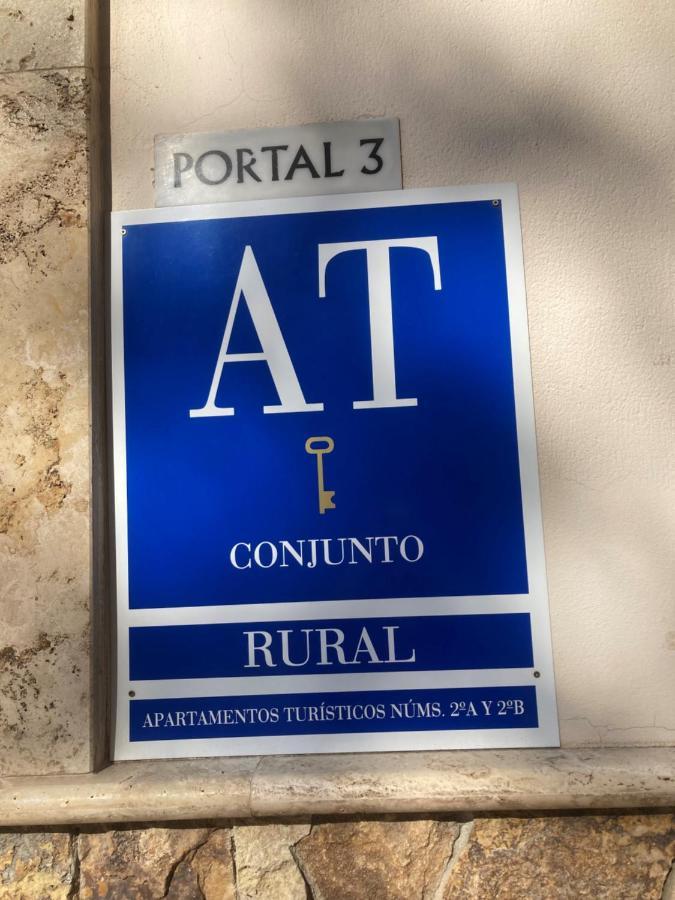 PORTAL 3
AT
CONJUNTO
RURAL
APARTAMENTOS TURÍSTICOS NÚMS. 2ºA Y 2ºB